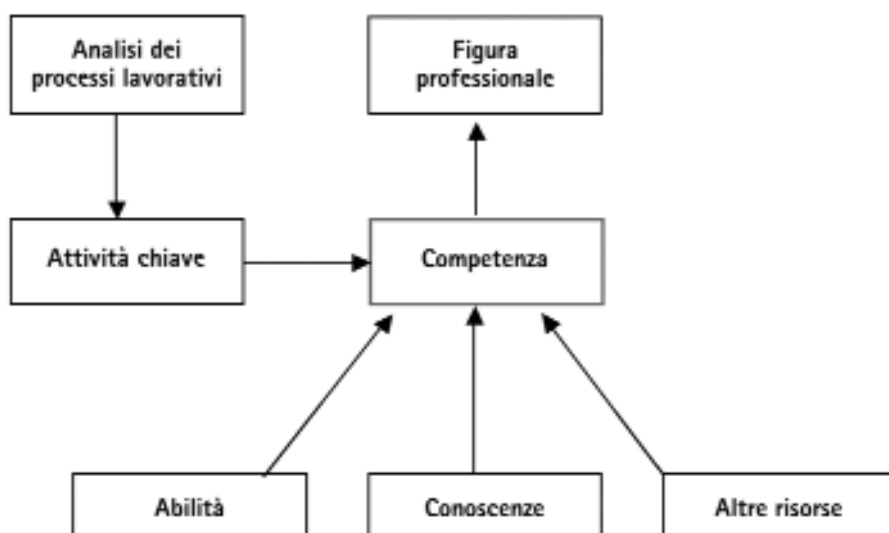 Analisi dei
processi lavorativi
Figura
professionale
Attività chiave
Competenza
Abilità
Conoscenze
Altre risorse